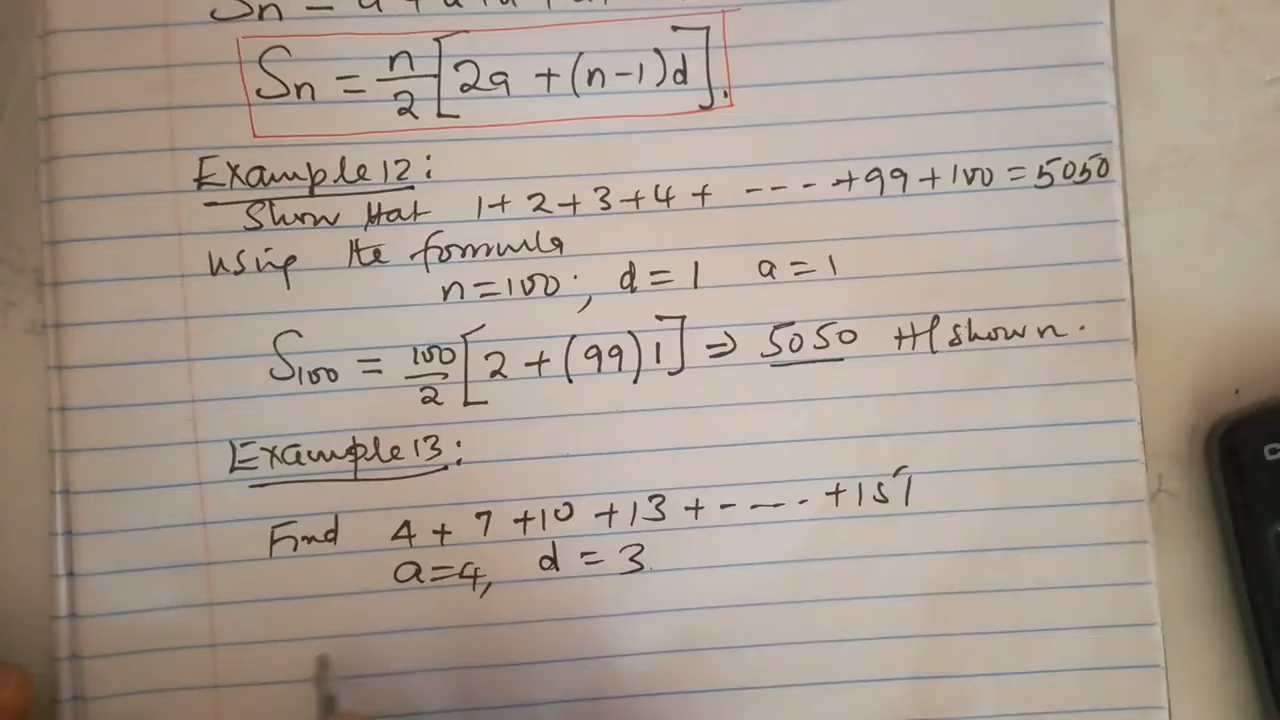 Sn = a +
Sn = n/2 [2a + (n-1)d].
Example 12:
Show that 1 + 2 + 3 + 4 + ---- + 99 + 100 = 5050
using the formula
n = 100; d = 1 a = 1
S100 = 100/2 [2 + (99) 1] ⇒ 5050 shown.
Example 13:
Find 4 + 7 + 10 + 13 + ---- + 157
a = 4, d = 3